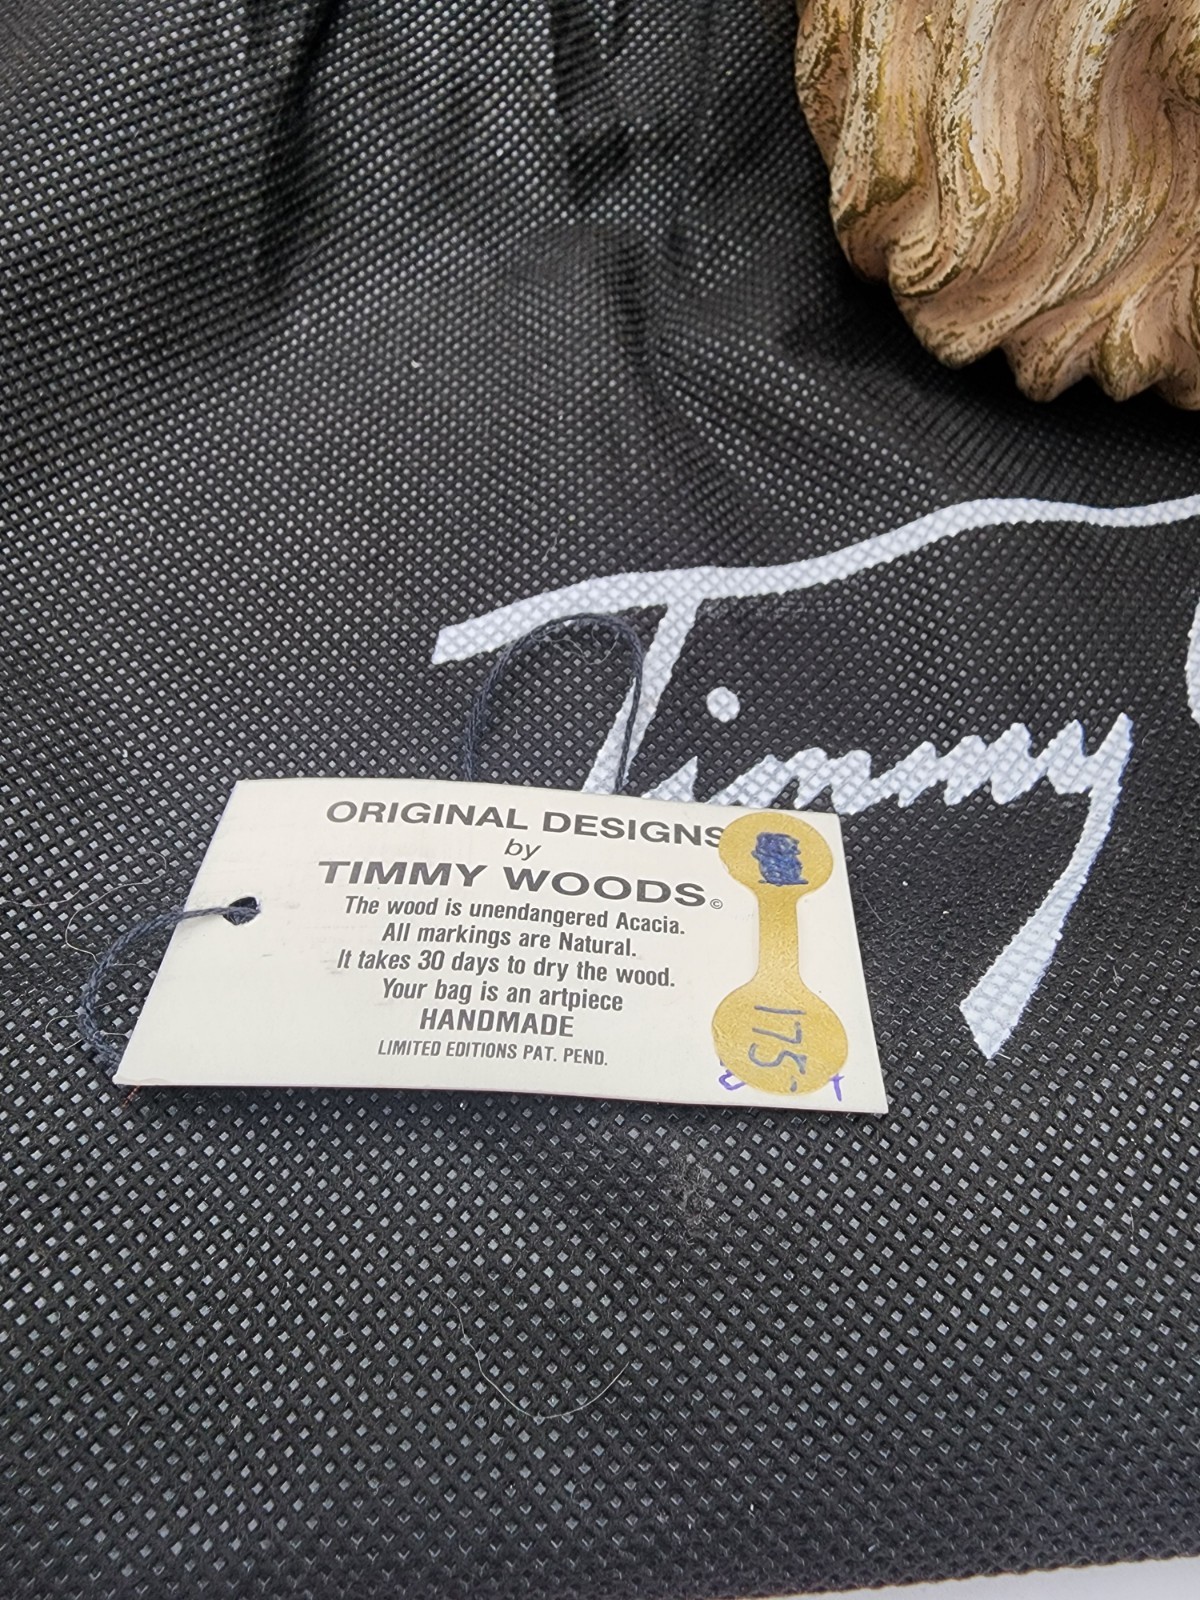 Timmy
ORIGINAL DESIGNS
by
TIMMY WOODS©
The wood is unendangered Acacia.
All markings are Natural.
It takes 30 days to dry the wood.
Your bag is an artpiece
HANDMADE
LIMITED EDITIONS PAT. PEND.
175-